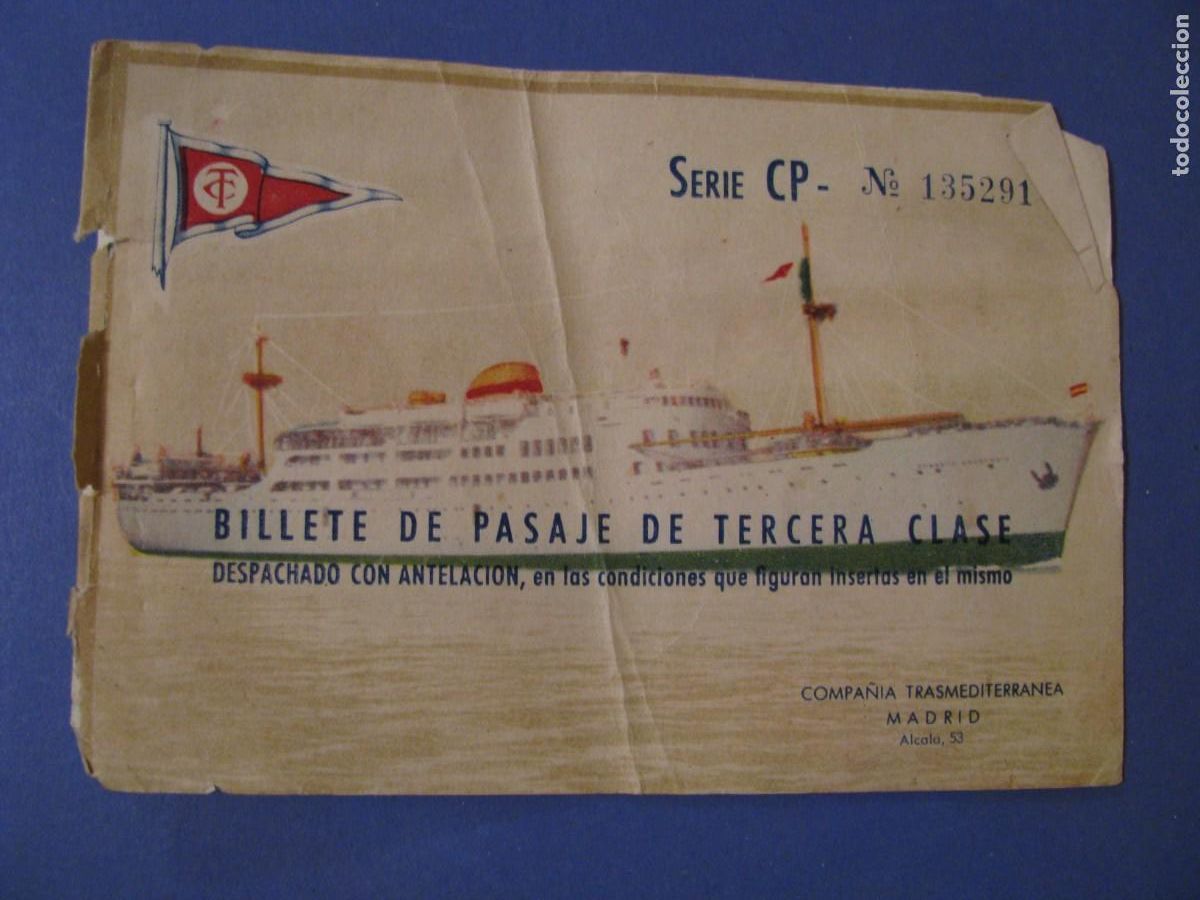 SERIE CP - Nº 135291
BILLETE DE PASAJE DE TERCERA CLASE
DESPACHADO CON ANTELACION, en las condiciones que figuran insertas en el mismo
COMPAÑIA TRASMEDITERRANEA
MADRID
Alcala, 53
todocoleccion